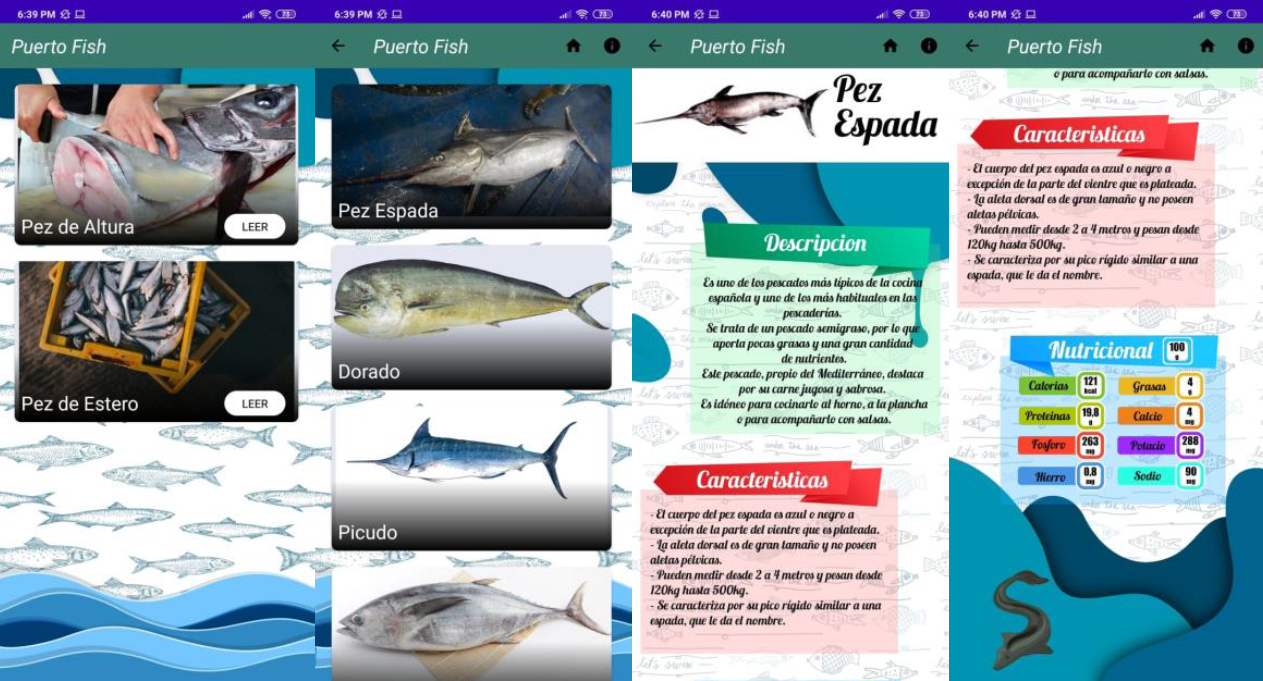 6:39 PM
73
Puerto Fish
Pez de Altura
LEER
Pez de Estero
LEER
6:39 PM
73
Puerto Fish
Pez Espada
Dorado
Picudo
6:40 PM
73
Puerto Fish
Pez
Espada
let's swim
Descripcion
Es uno de los pescados más típicos de la cocina
española y uno de los más habituales en las
pescaderías.
Se trata de un pescado semigraso, por lo que
aporta pocas grasas y una gran cantidad
de nutrientes.
Este pescado, propio del Mediterráneo, destaca
por su carne jugosa y sabrosa.
Es idóneo para cocinarlo al horno, a la plancha
o para acompañarlo con salsas.
under the sea
Caracteristicas
- El cuerpo del pez espada es azul o negro a
excepción de la parte del vientre que es plateada.
- La aleta dorsal es de gran tamaño y no poseen
aletas pélvicas.
- Pueden medir desde 2 a 4 metros y pesan desde
120kg hasta 500kg.
- Se caracteriza por su pico rígido similar a una
espada, que le da el nombre.
let's swim
6:40 PM
73
Puerto Fish
o para acompañarlo con salsas.
under the sea
Caracteristicas
- El cuerpo del pez espada es azul o negro a
excepción de la parte del vientre que es plateada.
- La aleta dorsal es de gran tamaño y no poseen
aletas pélvicas.
- Pueden medir desde 2 a 4 metros y pesan desde
120kg hasta 500kg.
- Se caracteriza por su pico rígido similar a una
espada, que le da el nombre.
let's swim
Nutricional 100 g
Calorias 121 kcal Grasas 4 g
Proteinas 19,8 g Calcio 4 mg
Fosforo 263 mg Potacio 288 mg
Hierro 0,8 mg Sodio 90 mg